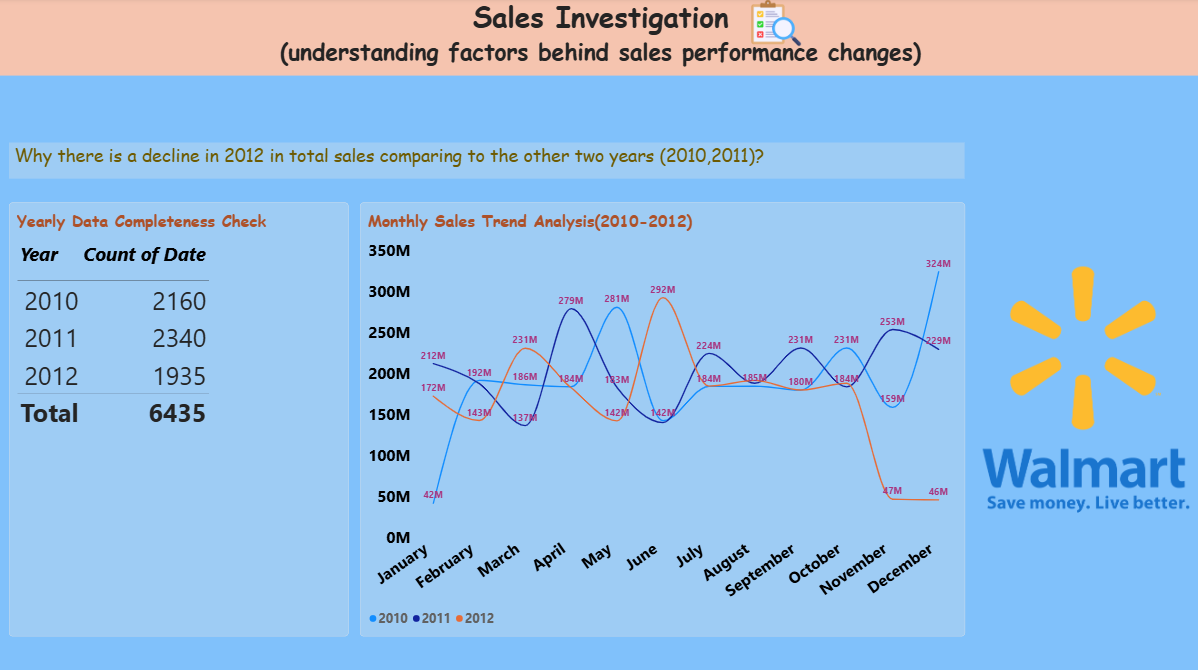 Sales Investigation
(understanding factors behind sales performance changes)
Why there is a decline in 2012 in total sales comparing to the other two years (2010,2011)?
Yearly Data Completeness Check
Year Count of Date
2010 2160
2011 2340
2012 1935
Total 6435
Monthly Sales Trend Analysis(2010-2012)
350M
300M
250M
200M
150M
100M
50M
0M
212M
172M
42M
192M
143M
231M
186M
137M
279M
184M
281M
183M
142M
292M
142M
224M
184M
185M
231M
180M
231M
184M
253M
159M
47M
324M
229M
46M
January
February
March
April
May
June
July
August
September
October
November
December
2010 2011 2012
Walmart
Save money. Live better.